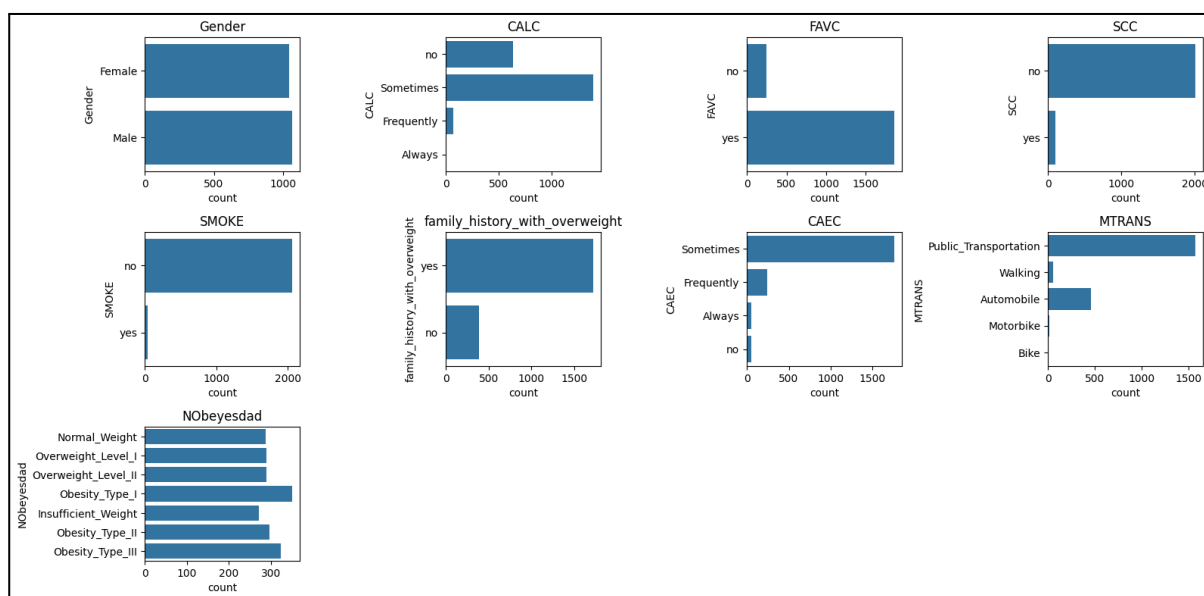 Gender
Female
Male
Gender
0 500 1000
count
CALC
no
Sometimes
Frequently
Always
CALC
0 500 1000
count
FAVC
no
yes
FAVC
0 500 1000 1500
count
SCC
no
yes
SCC
0 500 1000 1500 2000
count
SMOKE
no
yes
SMOKE
0 1000 2000
count
family_history_with_overweight
yes
no
family_history_with_overweight
0 500 1000 1500
count
CAEC
Sometimes
Frequently
Always
no
CAEC
0 500 1000 1500
count
MTRANS
Public_Transportation
Walking
Automobile
Motorbike
Bike
MTRANS
0 500 1000 1500
count
NObeyesdad
Normal_Weight
Overweight_Level_I
Overweight_Level_II
Obesity_Type_I
Insufficient_Weight
Obesity_Type_II
Obesity_Type_III
NObeyesdad
0 100 200 300
count